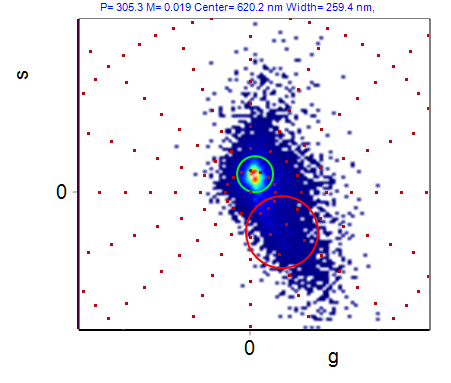 P= 305.3 M= 0.019 Center= 620.2 nm Width= 259.4 nm,
s
0
0
g